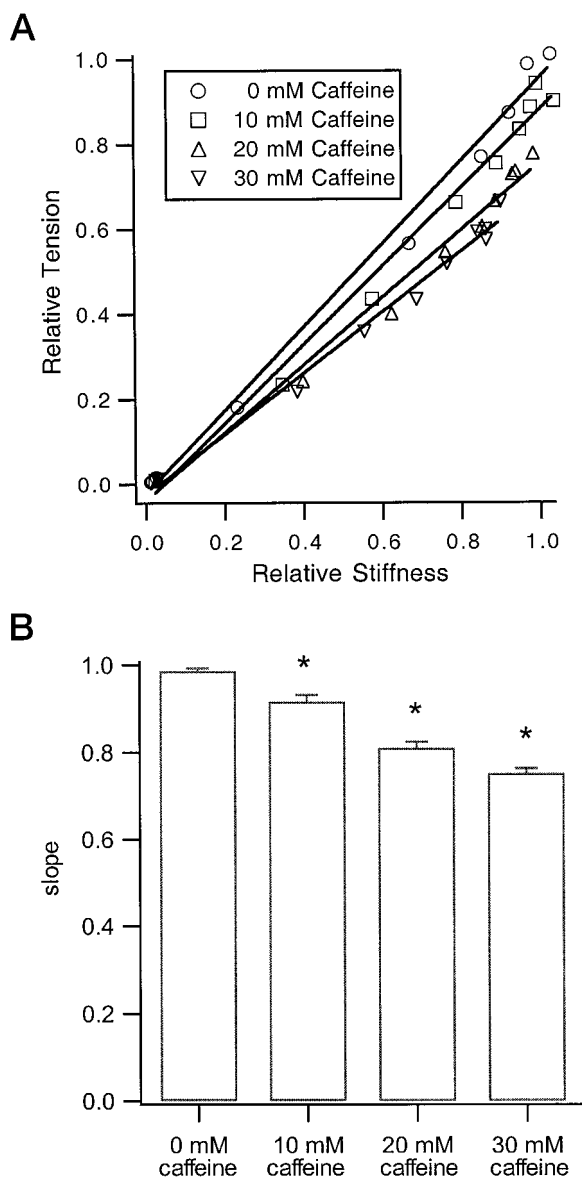 A
1.0
0.8
0.6
0.4
0.2
0.0
Relative Tension
0 mM Caffeine
10 mM Caffeine
20 mM Caffeine
30 mM Caffeine
0.0 0.2 0.4 0.6 0.8 1.0
Relative Stiffness
B
1.0
0.8
0.6
0.4
0.2
0.0
slope
*
*
*
0 mM 10 mM 20 mM 30 mM
caffeine caffeine caffeine caffeine